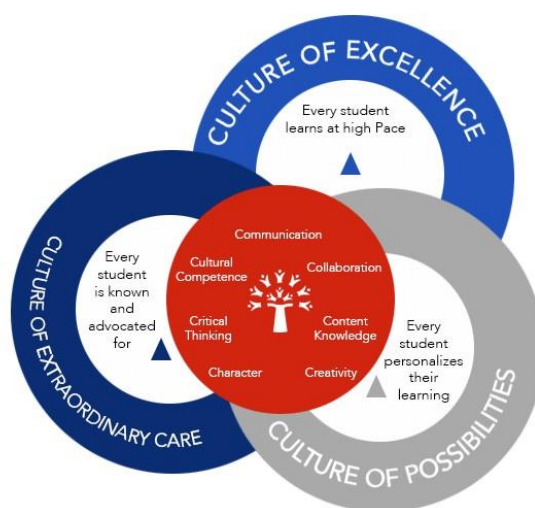 CULTURE OF EXCELLENCE
Every student
learns at high Pace
CULTURE OF EXTRAORDINARY CARE
Every
student
is known
and
advocated
for
Communication
Cultural
Competence
Collaboration
Critical
Thinking
Content
Knowledge
Character
Creativity
Every
student
personalizes
their
learning
CULTURE OF POSSIBILITIES